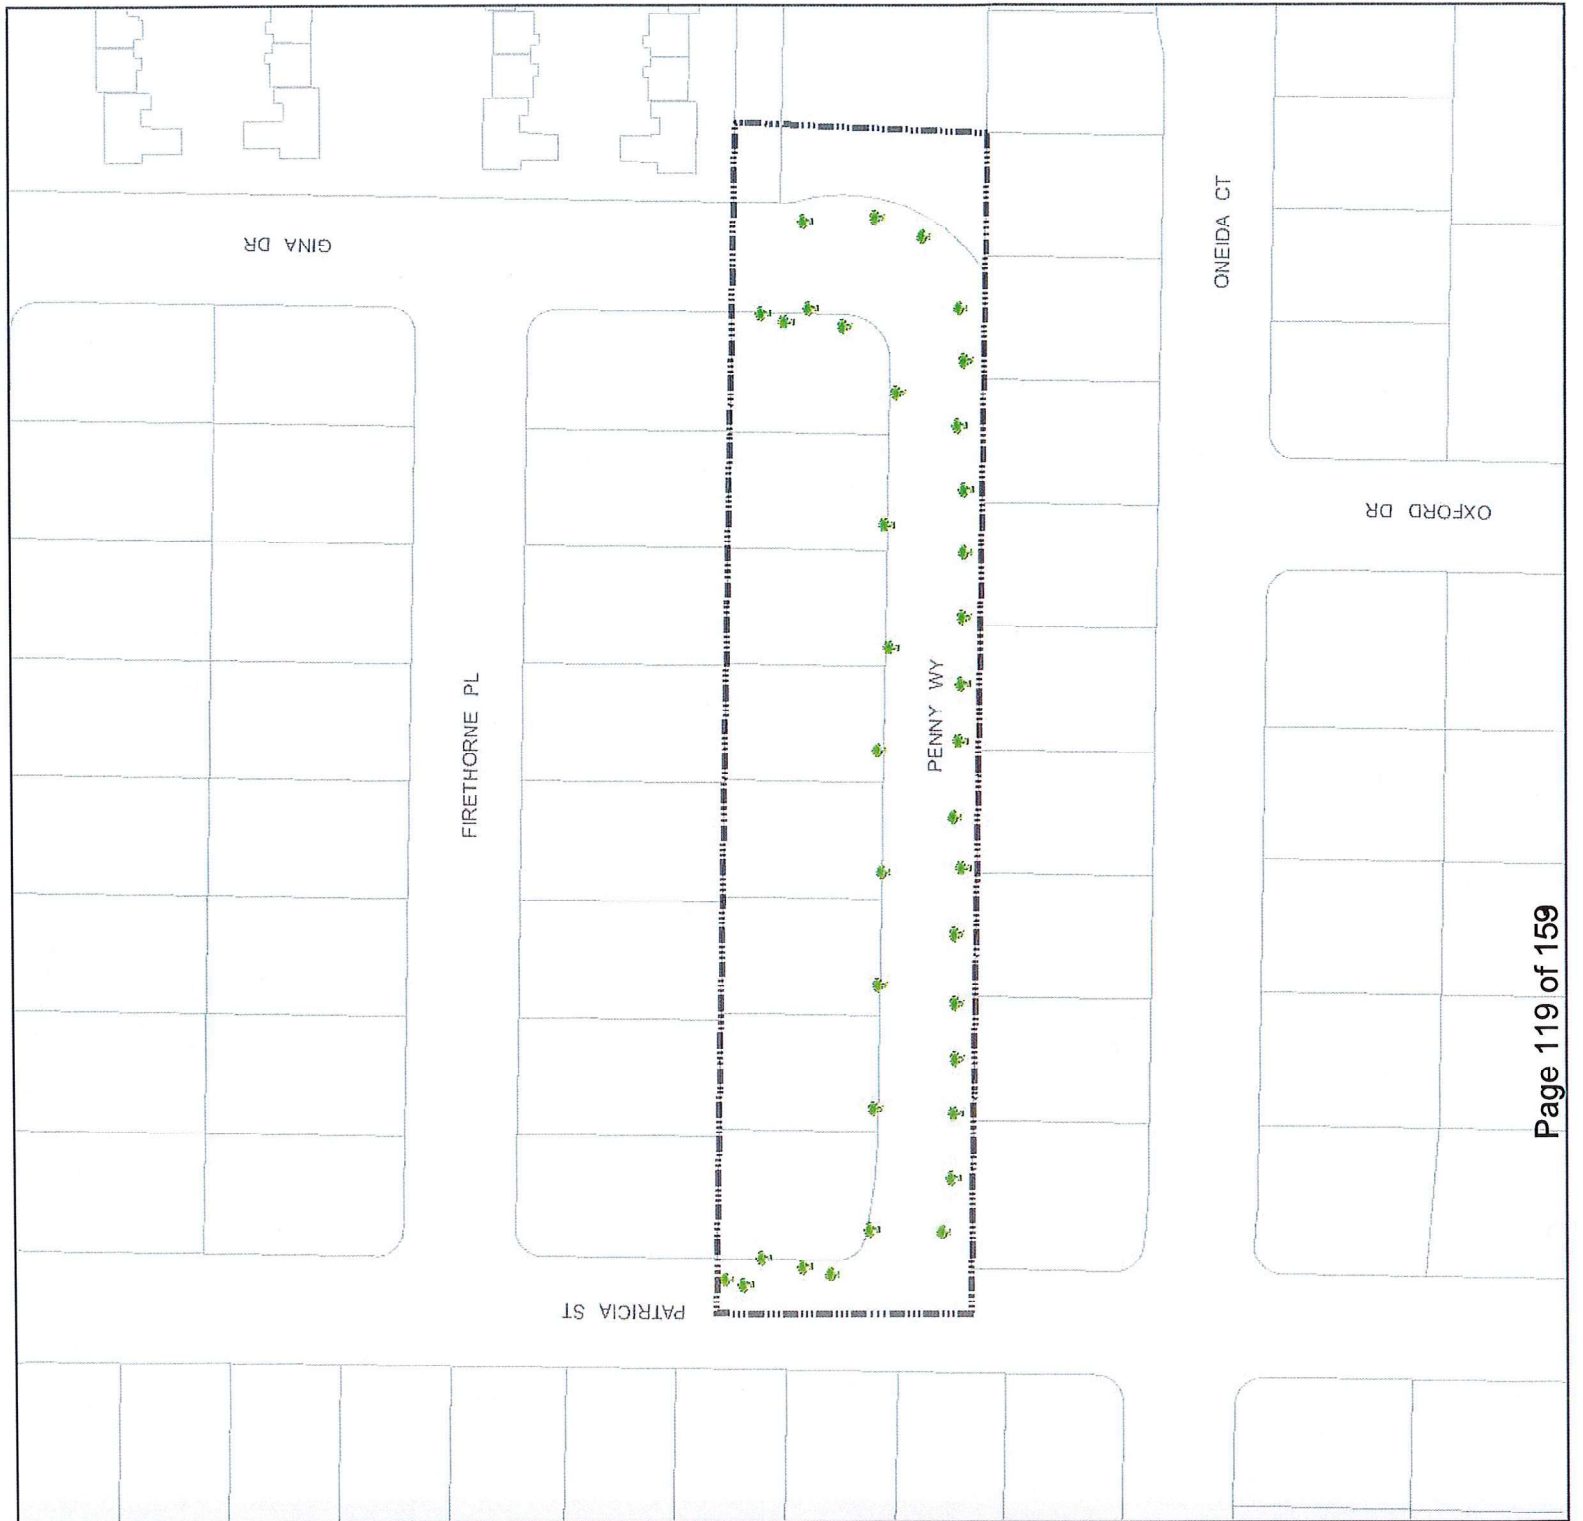 GINA DR
ONEIDA CT
OXFORD DR
FIRETHORNE PL
PENNY WY
PATRICIA ST
Page 119 of 159